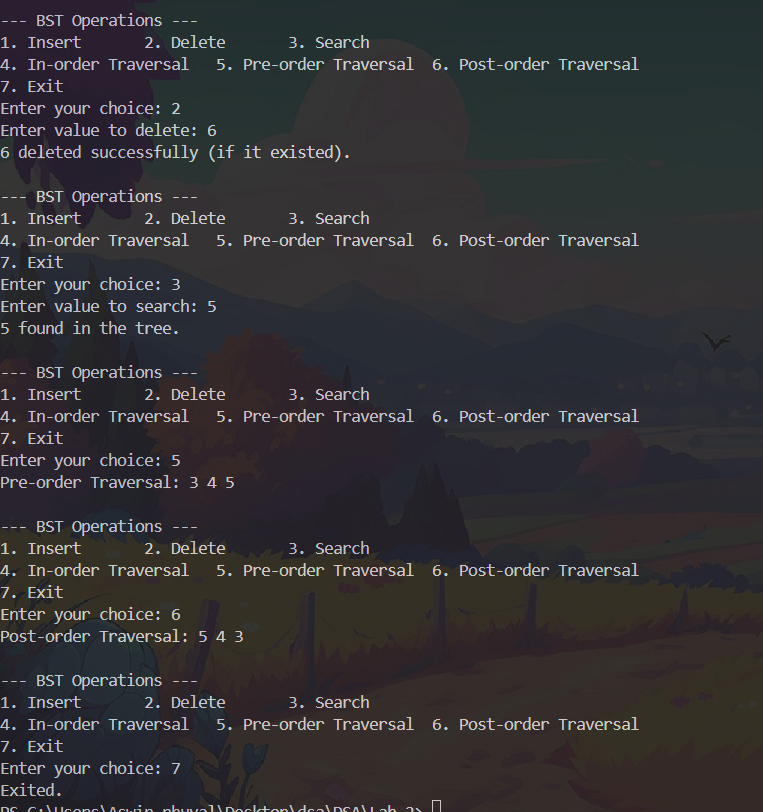 --- BST Operations ---
1. Insert       2. Delete       3. Search
4. In-order Traversal   5. Pre-order Traversal  6. Post-order Traversal
7. Exit
Enter your choice: 2
Enter value to delete: 6
6 deleted successfully (if it existed).

--- BST Operations ---
1. Insert       2. Delete       3. Search
4. In-order Traversal   5. Pre-order Traversal  6. Post-order Traversal
7. Exit
Enter your choice: 3
Enter value to search: 5
5 found in the tree.

--- BST Operations ---
1. Insert       2. Delete       3. Search
4. In-order Traversal   5. Pre-order Traversal  6. Post-order Traversal
7. Exit
Enter your choice: 5
Pre-order Traversal: 3 4 5

--- BST Operations ---
1. Insert       2. Delete       3. Search
4. In-order Traversal   5. Pre-order Traversal  6. Post-order Traversal
7. Exit
Enter your choice: 6
Post-order Traversal: 5 4 3

--- BST Operations ---
1. Insert       2. Delete       3. Search
4. In-order Traversal   5. Pre-order Traversal  6. Post-order Traversal
7. Exit
Enter your choice: 7
Exited.
PS C:\Users\Aswin phuyal\Desktop\dsa\DSA\Lab 2>